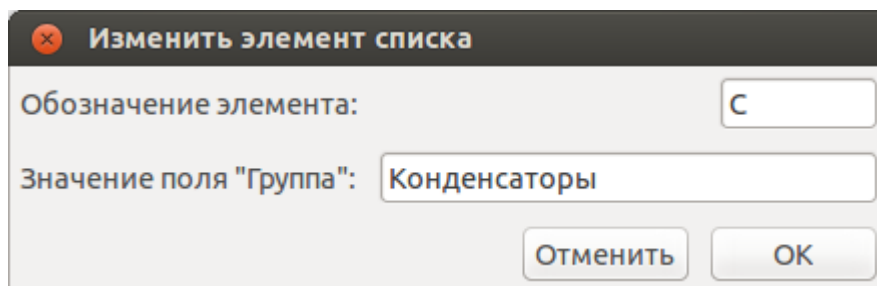 Изменить элемент списка
Обозначение элемента: C
Значение поля "Группа": Конденсаторы
Отменить OK